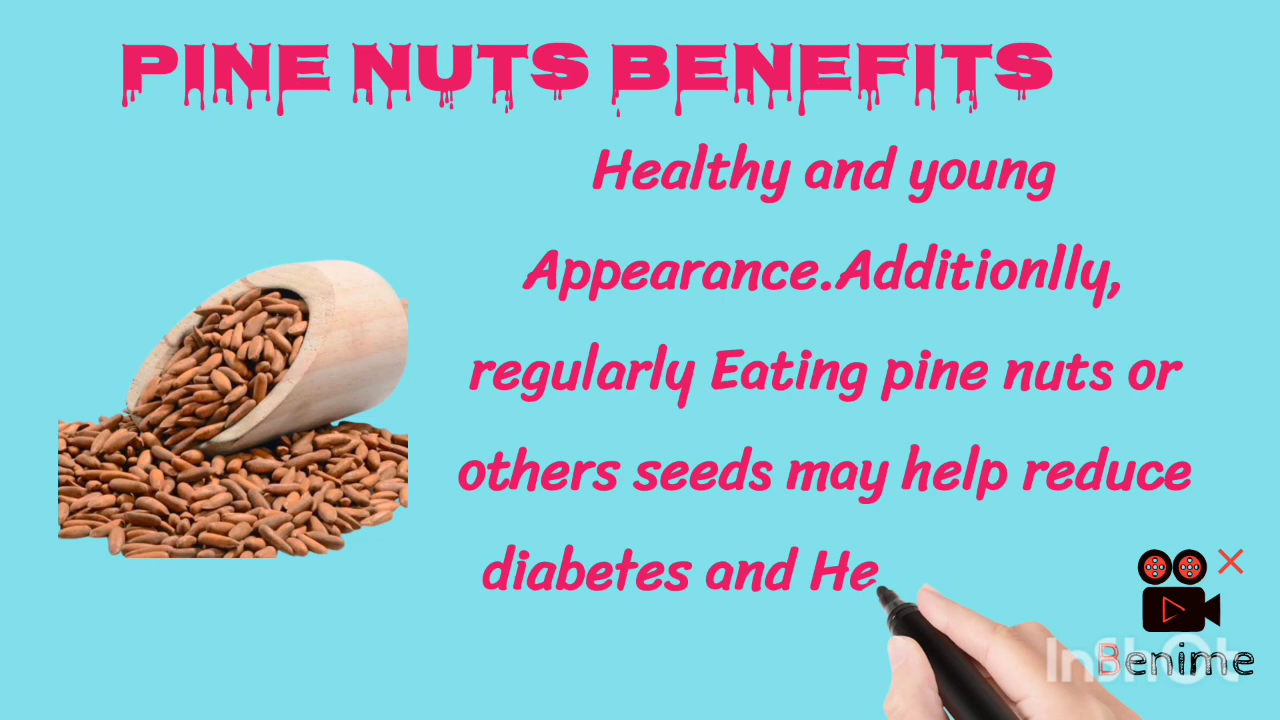 PINE NUTS BENEFITS
Healthy and young
Appearance.Additionlly,
regularly Eating pine nuts or
others seeds may help reduce
diabetes and He
InShot
Benime